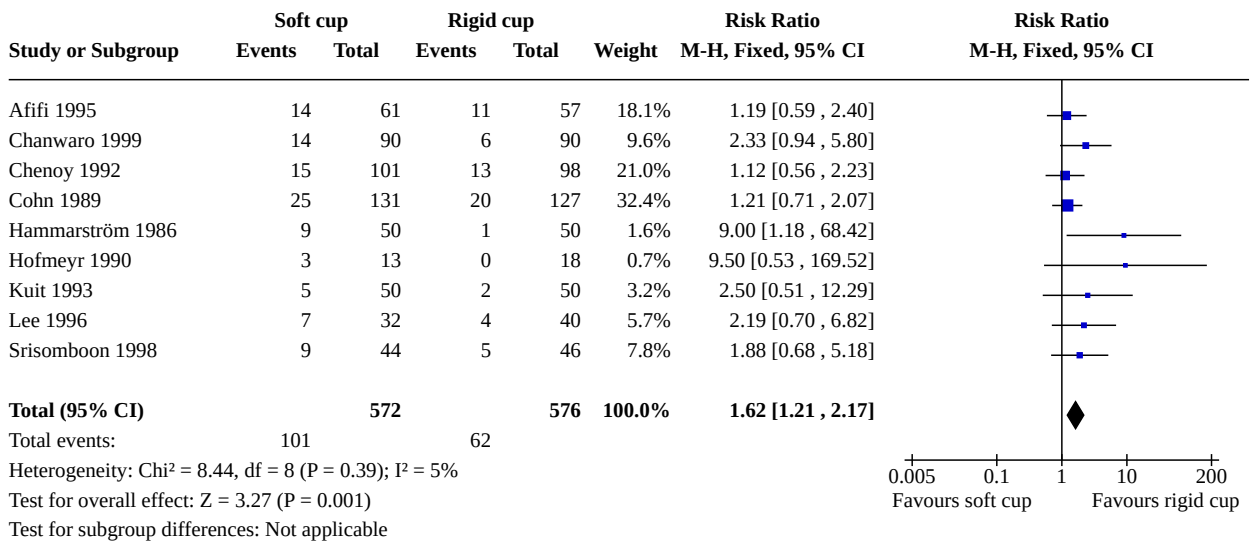 Soft cup Rigid cup Risk Ratio Risk Ratio
Study or Subgroup Events Total Events Total Weight M-H, Fixed, 95% CI M-H, Fixed, 95% CI
Afifi 1995 14 61 11 57 18.1% 1.19 [0.59 , 2.40]
Chanwaro 1999 14 90 6 90 9.6% 2.33 [0.94 , 5.80]
Chenoy 1992 15 101 13 98 21.0% 1.12 [0.56 , 2.23]
Cohn 1989 25 131 20 127 32.4% 1.21 [0.71 , 2.07]
Hammarström 1986 9 50 1 50 1.6% 9.00 [1.18 , 68.42]
Hofmeyr 1990 3 13 0 18 0.7% 9.50 [0.53 , 169.52]
Kuit 1993 5 50 2 50 3.2% 2.50 [0.51 , 12.29]
Lee 1996 7 32 4 40 5.7% 2.19 [0.70 , 6.82]
Srisomboon 1998 9 44 5 46 7.8% 1.88 [0.68 , 5.18]
Total (95% CI) 572 576 100.0% 1.62 [1.21 , 2.17]
Total events: 101 62
Heterogeneity: Chi² = 8.44, df = 8 (P = 0.39); I² = 5%
Test for overall effect: Z = 3.27 (P = 0.001)
Test for subgroup differences: Not applicable
0.005 0.1 1 10 200
Favours soft cup Favours rigid cup